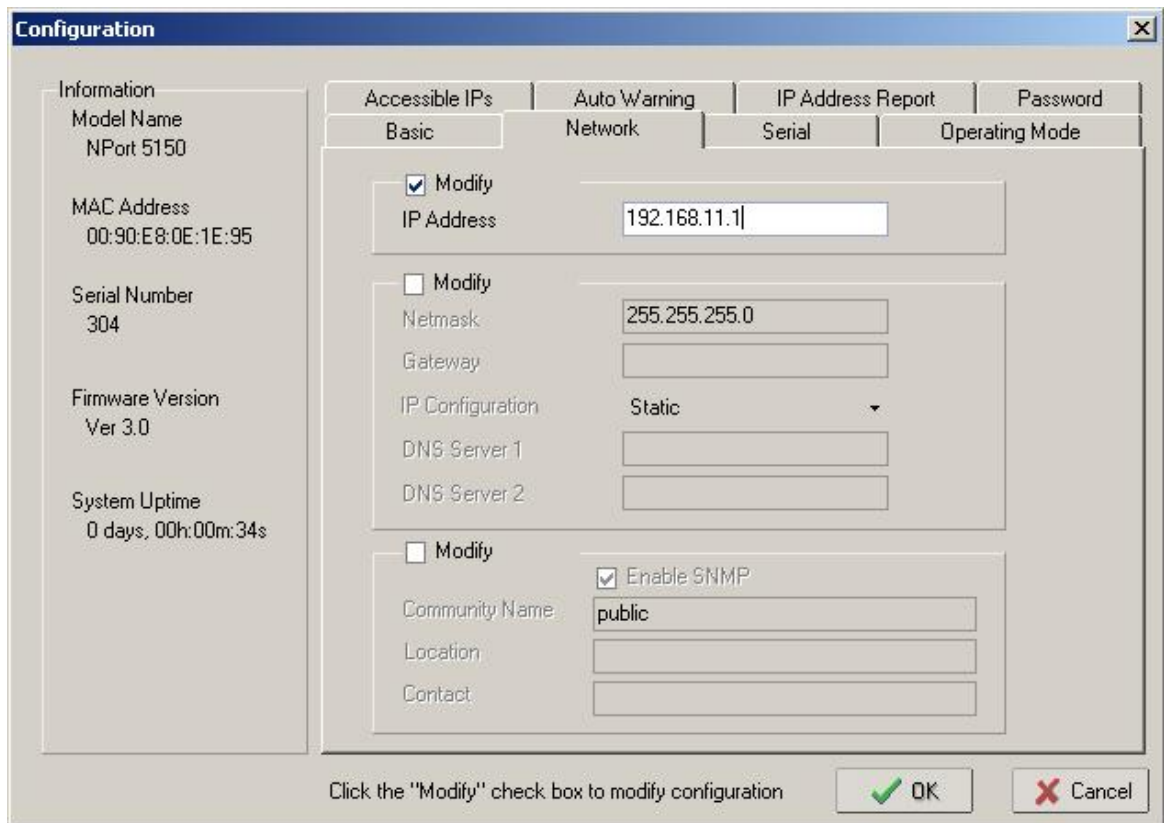 Configuration
Information
Model Name
NPort 5150
MAC Address
00:90:E8:0E:1E:95
Serial Number
304
Firmware Version
Ver 3.0
System Uptime
0 days, 00h:00m:34s
Accessible IPs
Auto Warning
IP Address Report
Password
Basic
Network
Serial
Operating Mode
Modify
IP Address
192.168.11.1
Modify
Netmask
255.255.255.0
Gateway
IP Configuration
Static
DNS Server 1
DNS Server 2
Modify
Enable SNMP
Community Name
public
Location
Contact
Click the "Modify" check box to modify configuration
OK
Cancel